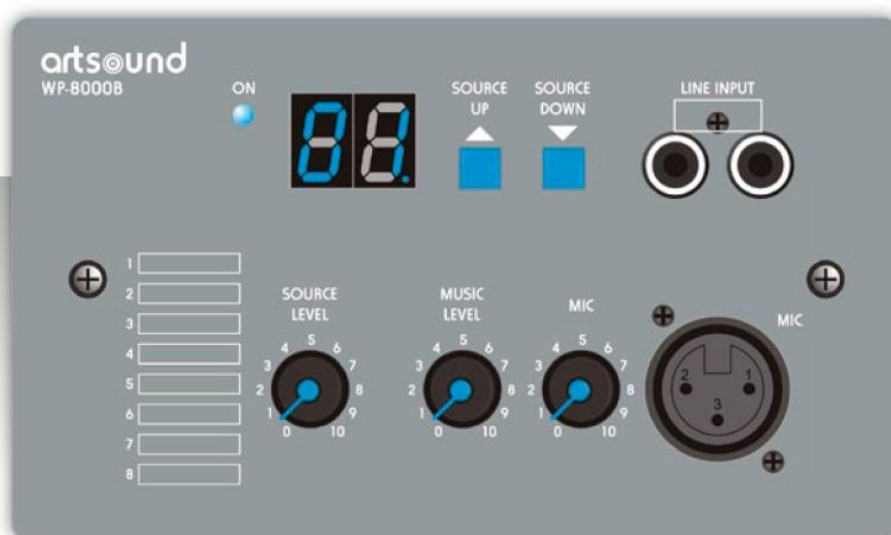 artsound
WP-8000B
ON
01.
SOURCE
UP
SOURCE
DOWN
LINE INPUT
1
2
3
4
5
6
7
8
SOURCE
LEVEL
0 1 2 3 4 5 6 7 8 9 10
MUSIC
LEVEL
0 1 2 3 4 5 6 7 8 9 10
MIC
0 1 2 3 4 5 6 7 8 9 10
MIC
2 1
3